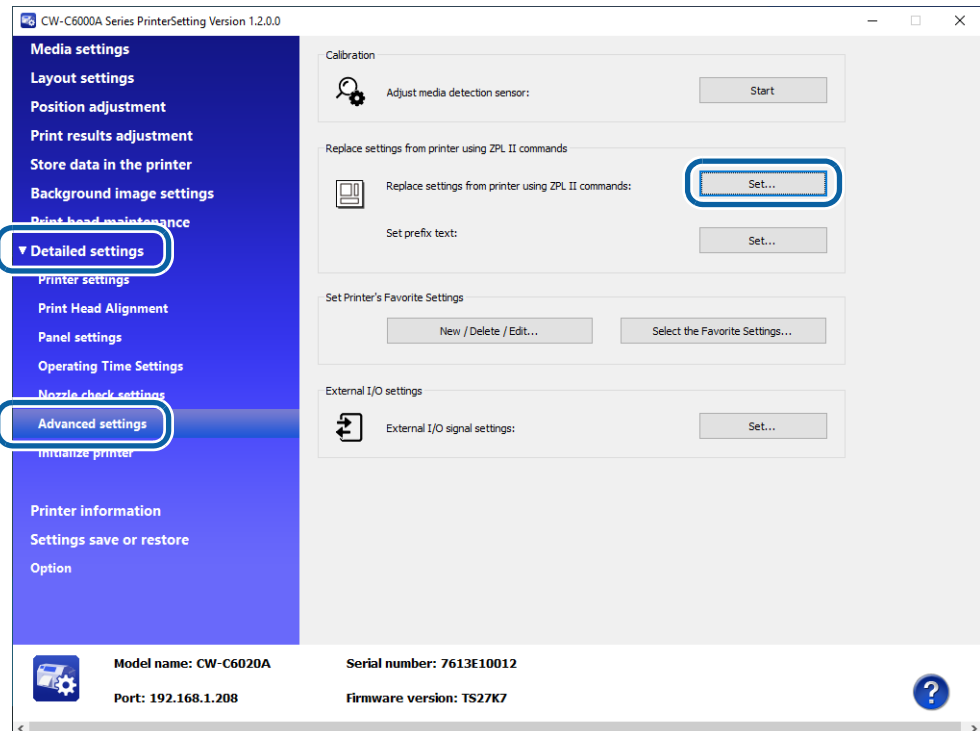 CW-C6000A Series PrinterSetting Version 1.2.0.0
Media settings
Layout settings
Position adjustment
Print results adjustment
Store data in the printer
Background image settings
Print head maintenance
▼ Detailed settings
Printer settings
Print Head Alignment
Panel settings
Operating Time Settings
Nozzle check settings
Advanced settings
Initialize printer
Printer information
Settings save or restore
Option
Calibration
Adjust media detection sensor:
Start
Replace settings from printer using ZPL II commands
Replace settings from printer using ZPL II commands:
Set...
Set prefix text:
Set...
Set Printer's Favorite Settings
New / Delete / Edit...
Select the Favorite Settings...
External I/O settings
External I/O signal settings:
Set...
Model name: CW-C6020A
Serial number: 7613E10012
Port: 192.168.1.208
Firmware version: TS27K7
?